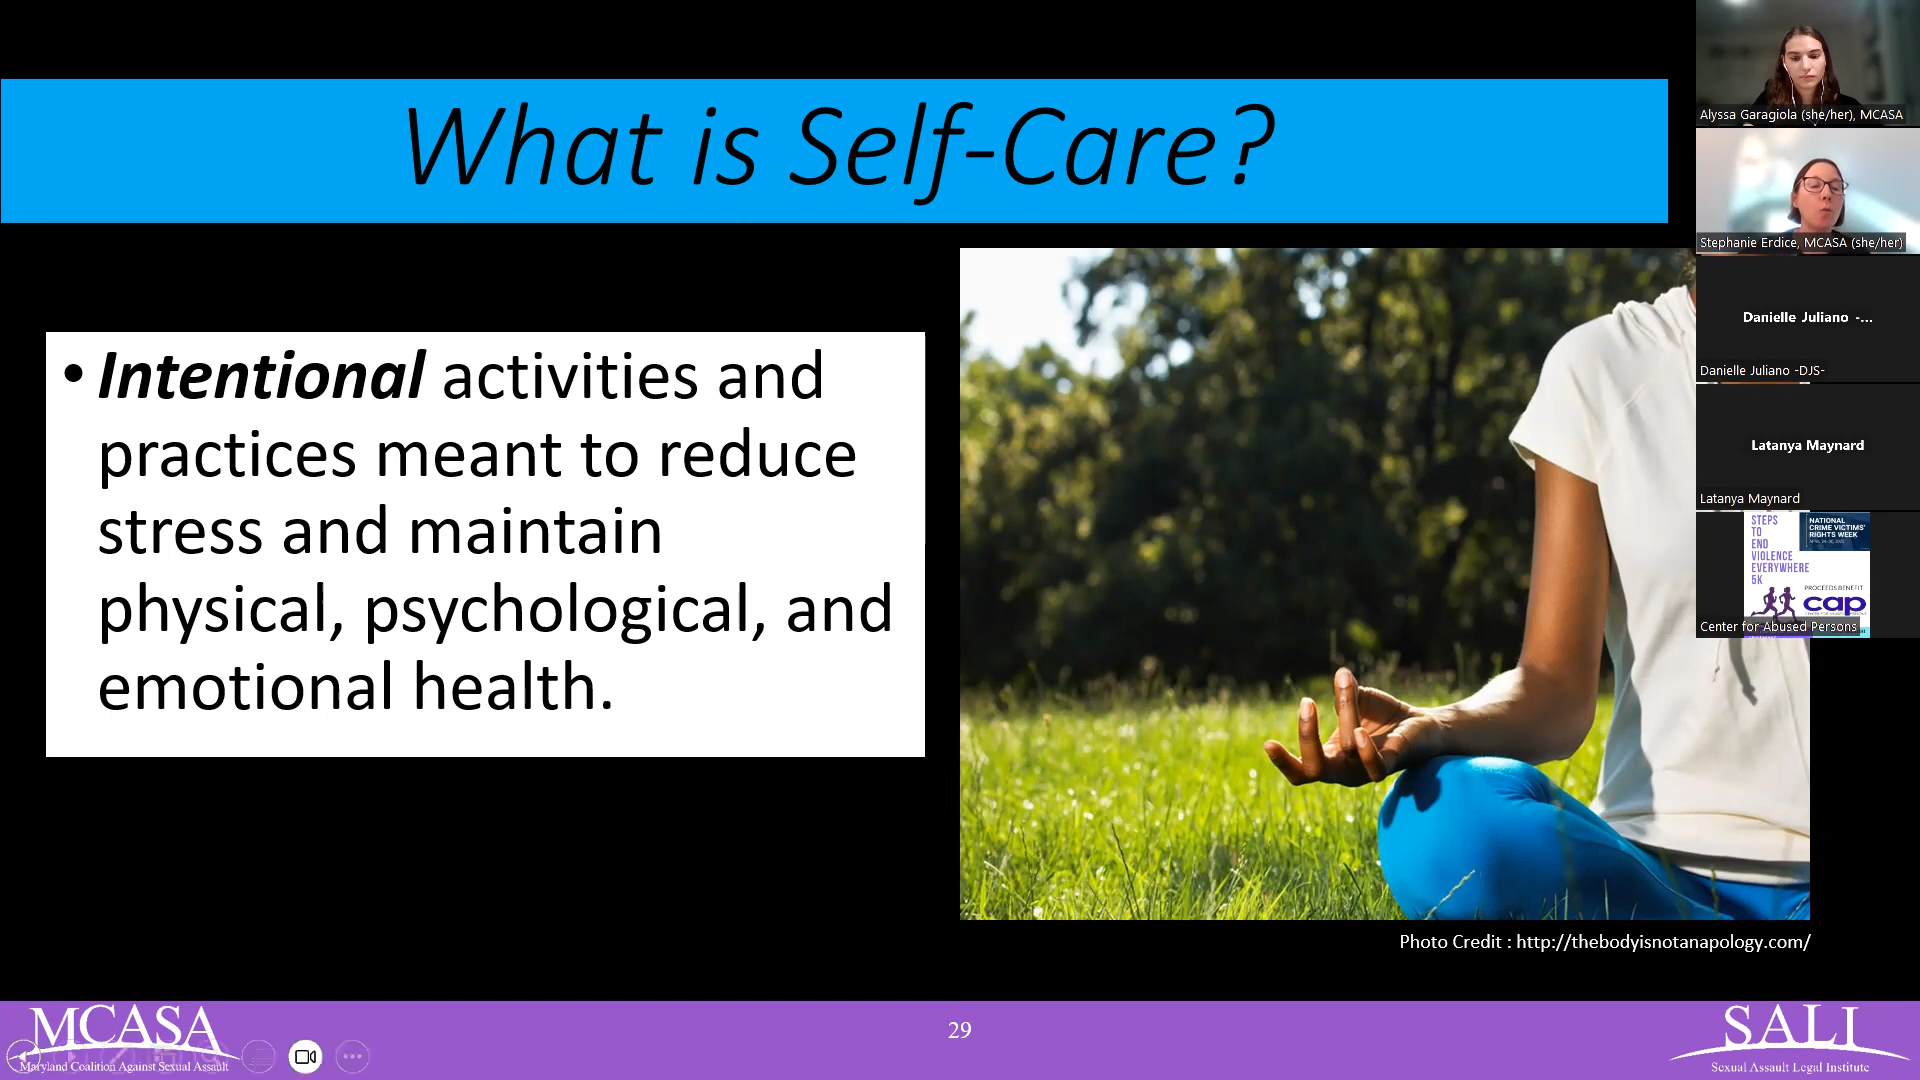 What is Self-Care?
• Intentional activities and
practices meant to reduce
stress and maintain
physical, psychological, and
emotional health.
Photo Credit : http://thebodyisnotanapology.com/
Alyssa Garagiola (she/her), MCASA
Stephanie Erdice, MCASA (she/her)
Danielle Juliano -...
Danielle Juliano -DJS-
Latanya Maynard
Latanya Maynard
STEPS
TO
END
VIOLENCE
EVERYWHERE
5K
NATIONAL
CRIME VICTIMS'
RIGHTS WEEK
PROCEEDS BENEFIT
cap
Center for Abused Persons
MCASA
Maryland Coalition Against Sexual Assault
29
SALI
Sexual Assault Legal Institute